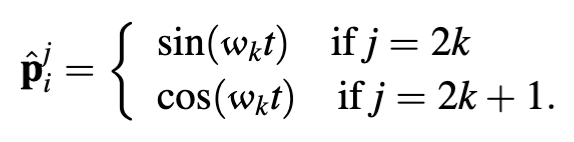 p̂ᵢʲ = { sin(wₖt) if j = 2k
cos(wₖt) if j = 2k + 1.